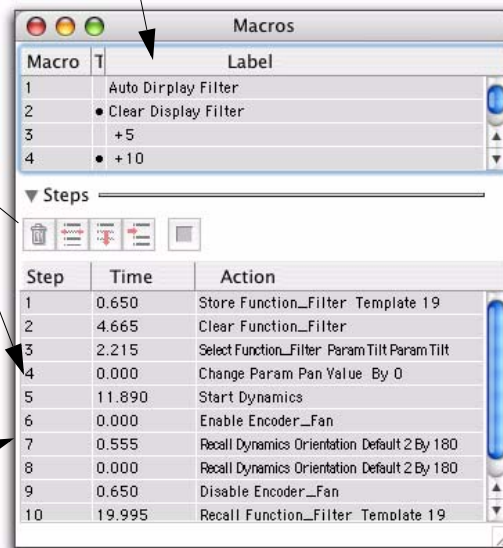 Macros
Macro T Label
1 Auto Dirplay Filter
2 • Clear Display Filter
3 +5
4 • +10
Steps
Step Time Action
1 0.650 Store Function_Filter Template 19
2 4.665 Clear Function_Filter
3 2.215 Select Function_Filter Param Tilt Param Tilt
4 0.000 Change Param Pan Value By 0
5 11.890 Start Dynamics
6 0.000 Enable Encoder_Fan
7 0.555 Recall Dynamics Orientation Default 2 By 180
8 0.000 Recall Dynamics Orientation Default 2 By 180
9 0.650 Disable Encoder_Fan
10 19.995 Recall Function_Filter Template 19